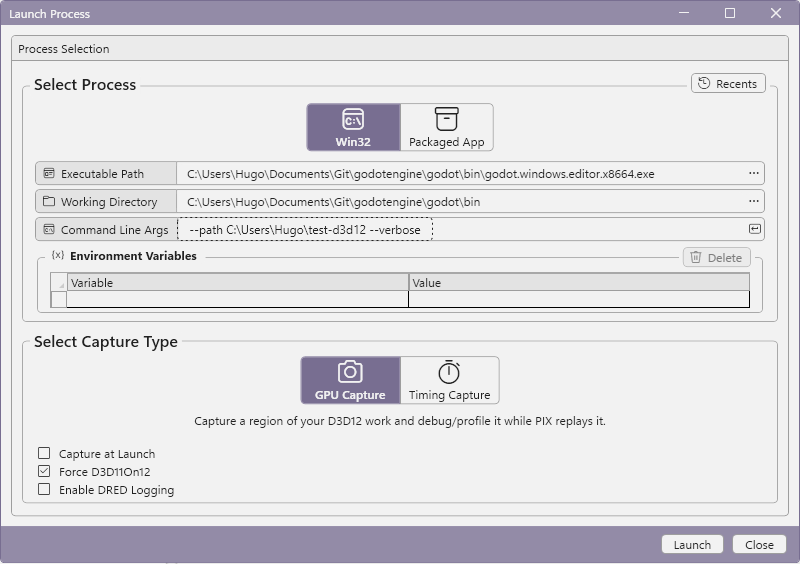 Launch Process
Process Selection
Select Process
Recents
C:\
Win32
Packaged App
Executable Path
C:\Users\Hugo\Documents\Git\godotengine\godot\bin\godot.windows.editor.x8664.exe
...
Working Directory
C:\Users\Hugo\Documents\Git\godotengine\godot\bin
...
Command Line Args
--path C:\Users\Hugo\test-d3d12 --verbose
{x} Environment Variables
Delete
Variable Value
Select Capture Type
GPU Capture
Timing Capture
Capture a region of your D3D12 work and debug/profile it while PIX replays it.
Capture at Launch
Force D3D11On12
Enable DRED Logging
Launch Close